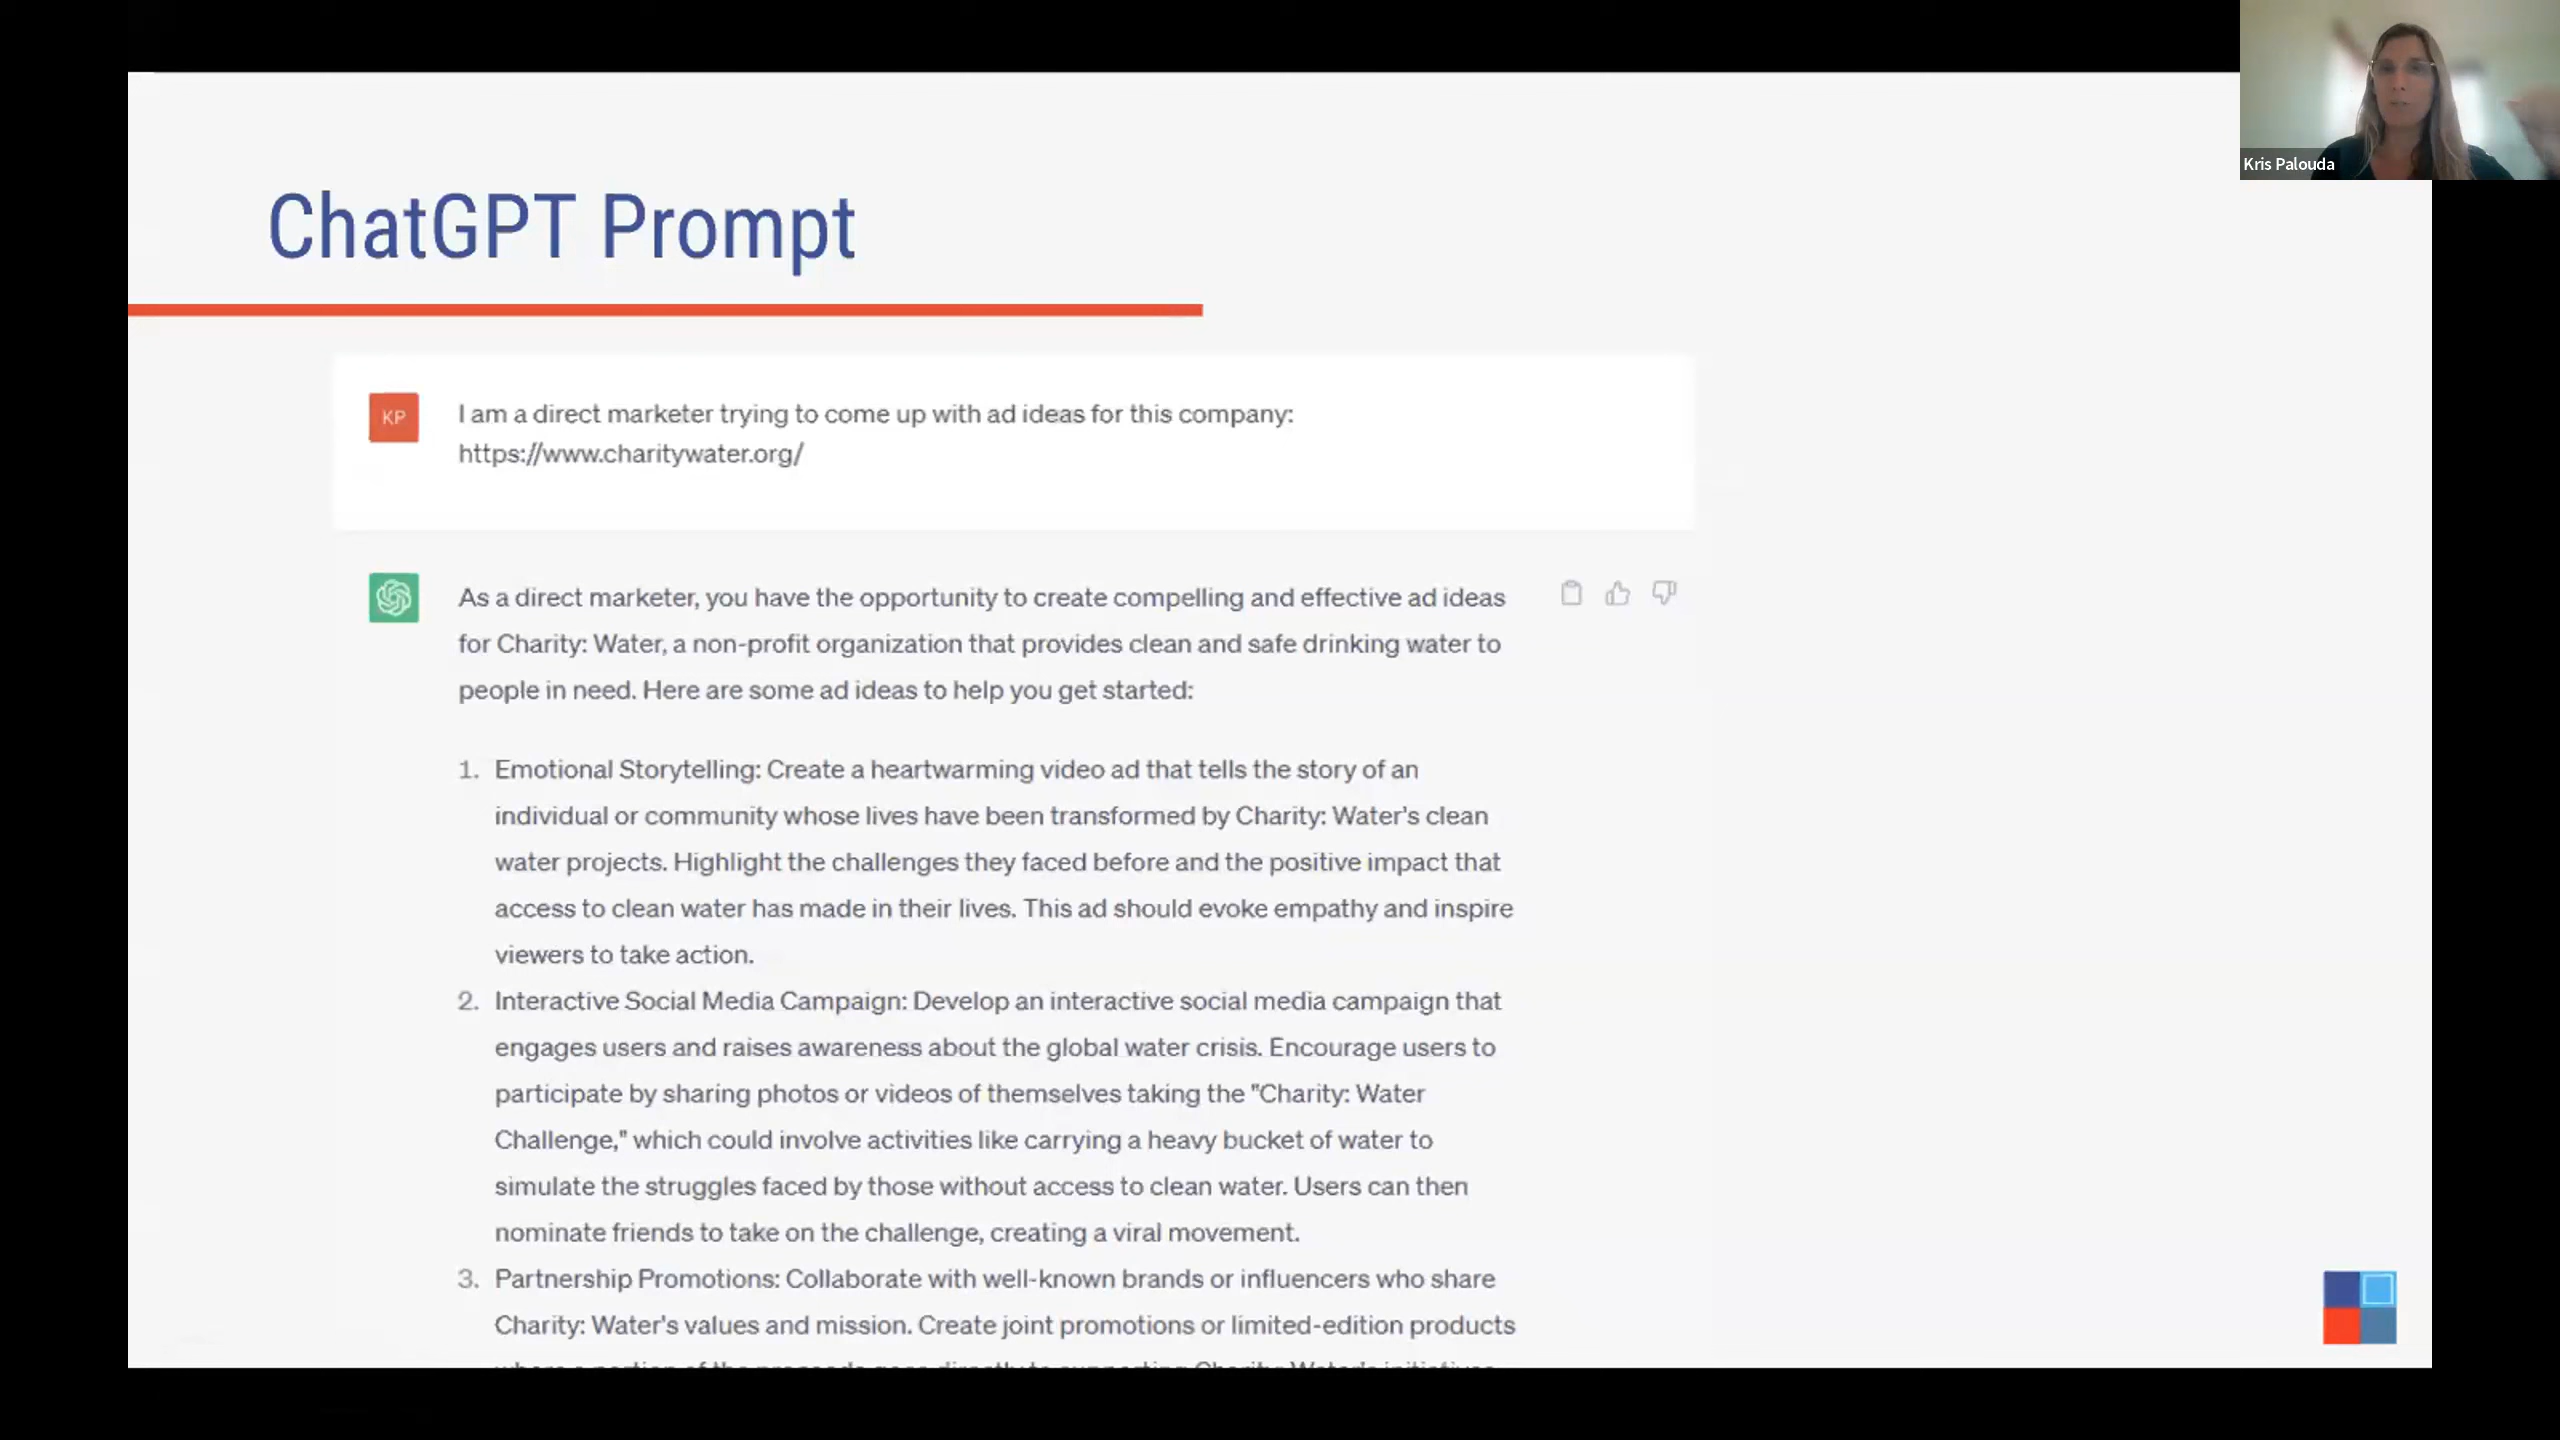 Kris Palouda
ChatGPT Prompt
KP
I am a direct marketer trying to come up with ad ideas for this company:
https://www.charitywater.org/
As a direct marketer, you have the opportunity to create compelling and effective ad ideas
for Charity: Water, a non-profit organization that provides clean and safe drinking water to
people in need. Here are some ad ideas to help you get started:
1. Emotional Storytelling: Create a heartwarming video ad that tells the story of an
individual or community whose lives have been transformed by Charity: Water's clean
water projects. Highlight the challenges they faced before and the positive impact that
access to clean water has made in their lives. This ad should evoke empathy and inspire
viewers to take action.
2. Interactive Social Media Campaign: Develop an interactive social media campaign that
engages users and raises awareness about the global water crisis. Encourage users to
participate by sharing photos or videos of themselves taking the "Charity: Water
Challenge," which could involve activities like carrying a heavy bucket of water to
simulate the struggles faced by those without access to clean water. Users can then
nominate friends to take on the challenge, creating a viral movement.
3. Partnership Promotions: Collaborate with well-known brands or influencers who share
Charity: Water's values and mission. Create joint promotions or limited-edition products